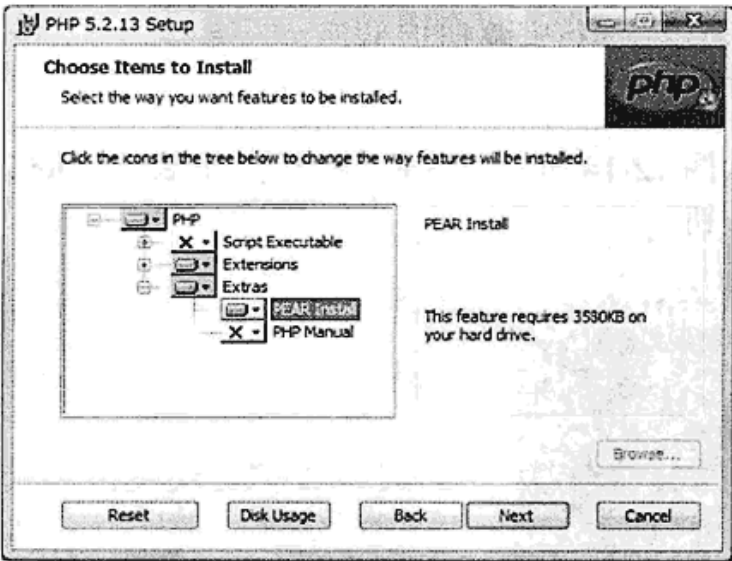 PHP 5.2.13 Setup
Choose Items to Install
Select the way you want features to be installed.
php
Click the icons in the tree below to change the way features will be installed.
PHP
Script Executable
Extensions
Extras
PEAR Install
PHP Manual
PEAR Install
This feature requires 3580KB on
your hard drive.
Browse...
Reset
Disk Usage
Back
Next
Cancel